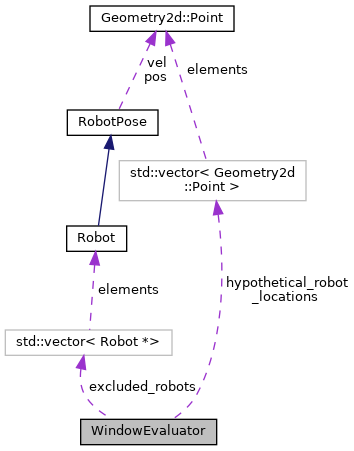 Geometry2d::Point
vel
pos
elements
RobotPose
std::vector< Geometry2d
::Point >
Robot
hypothetical_robot
_locations
elements
std::vector< Robot *>
excluded_robots
WindowEvaluator